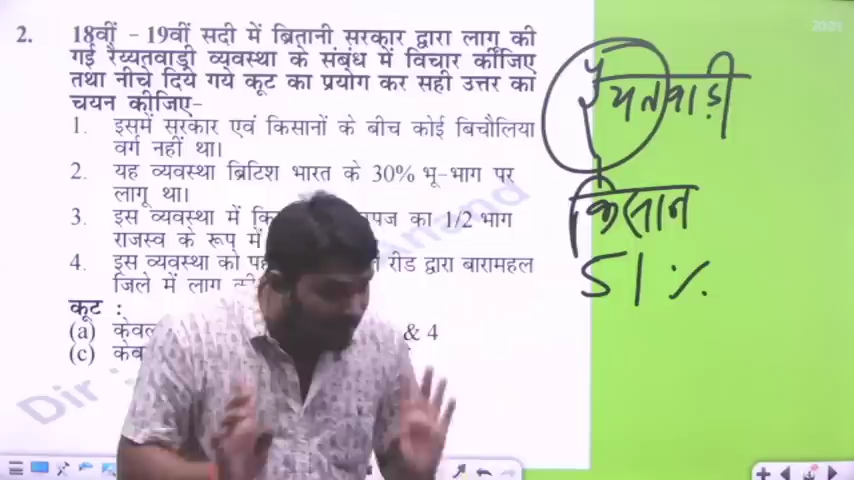 2. 18वीं - 19वीं सदी में ब्रितानी सरकार द्वारा लागू की
गई रैय्यतवाड़ी व्यवस्था के संबंध में विचार कीजिए
तथा नीचे दिये गये कूट का प्रयोग कर सही उत्तर का
चयन कीजिए-
1. इसमें सरकार एवं किसानों के बीच कोई बिचौलिया
वर्ग नहीं था।
2. यह व्यवस्था ब्रिटिश भारत के 30% भू-भाग पर
लागू था।
3. इस व्यवस्था में 1/2 भाग
राजस्व के रूप में
4. इस व्यवस्था को रीड द्वारा बारामहल
जिले में
कूट :
(a) & 4
(c)
रैयतवाड़ी
किसान
51%